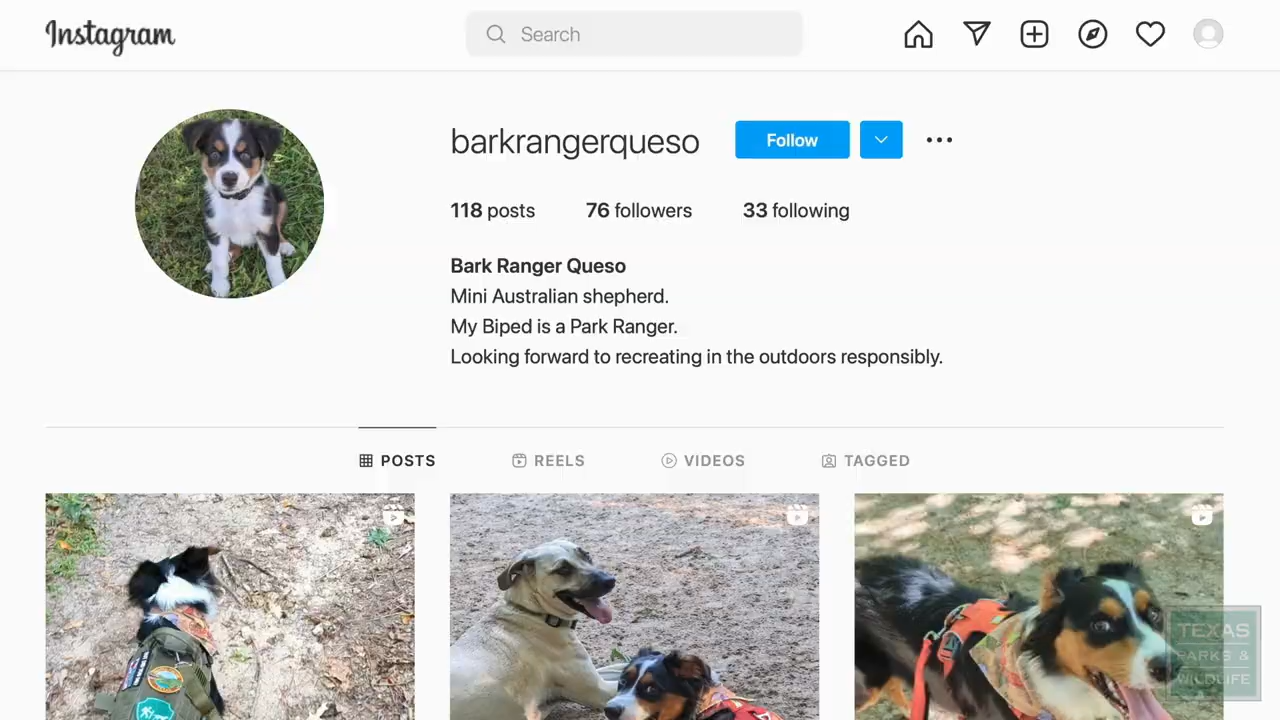 Instagram
Search
barkrangerqueso
Follow
118 posts 76 followers 33 following
Bark Ranger Queso
Mini Australian shepherd.
My Biped is a Park Ranger.
Looking forward to recreating in the outdoors responsibly.
POSTS REELS VIDEOS TAGGED
TEXAS
PARKS &
WILDLIFE